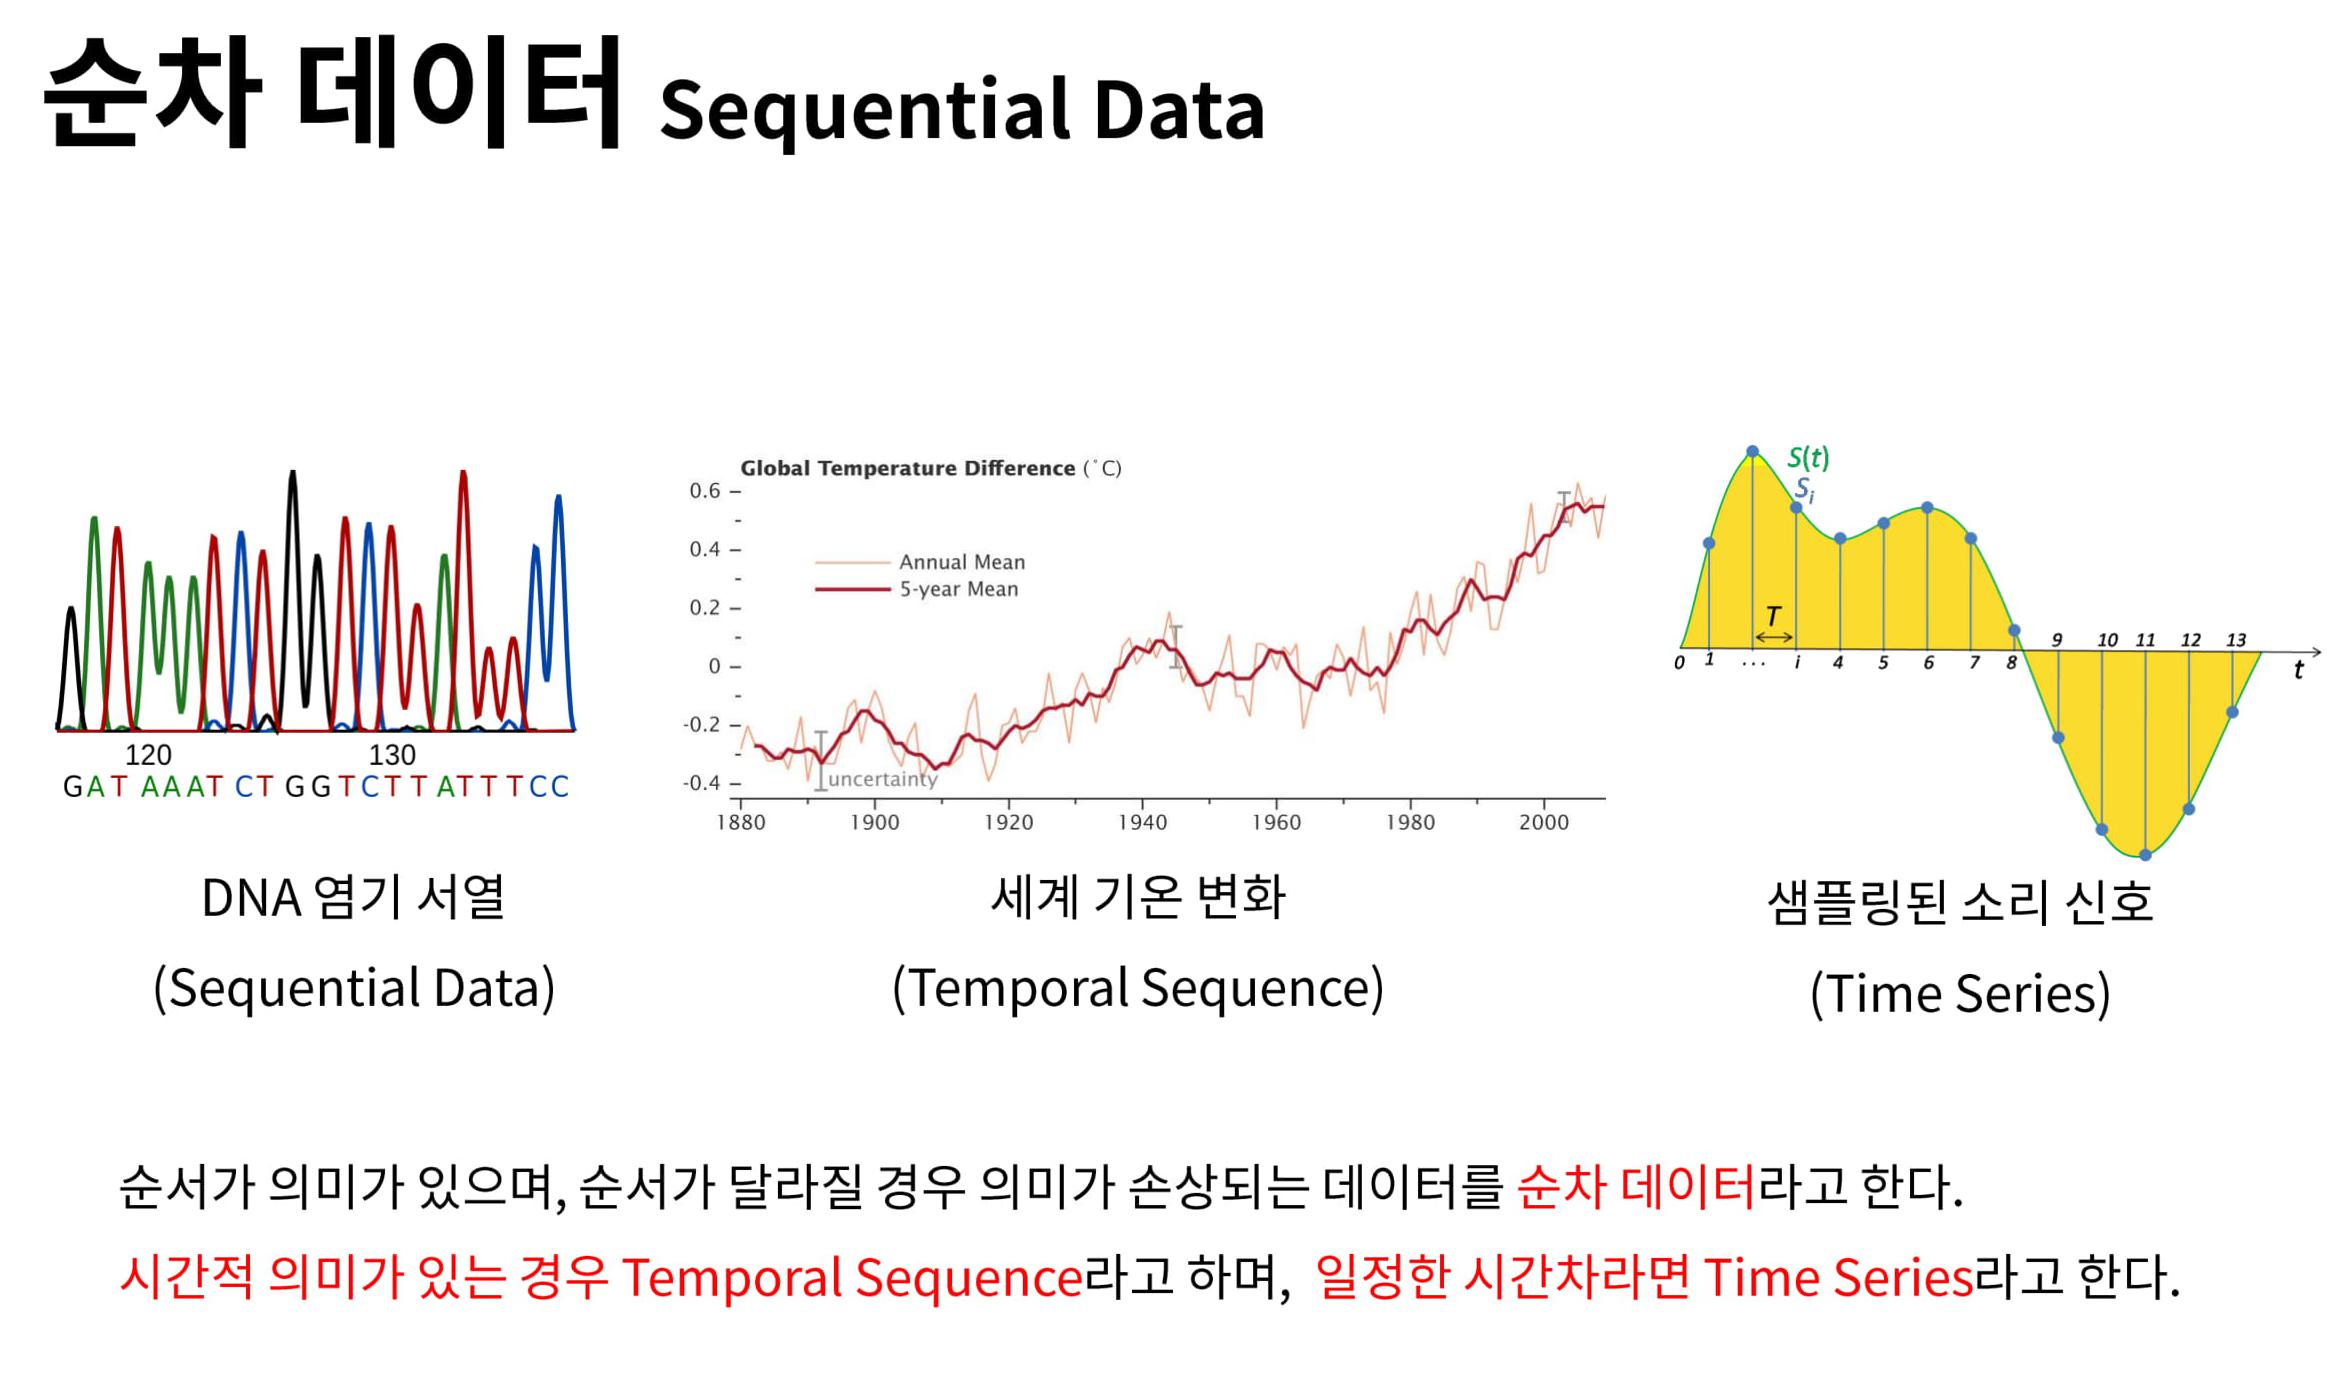 순차 데이터 Sequential Data
120 130
GAT AAAT CT GGTCTTATTTCC
DNA 염기 서열
(Sequential Data)
Global Temperature Difference (˚C)
0.6
0.4
0.2
0
-0.2
-0.4
Annual Mean
5-year Mean
uncertainty
1880 1900 1920 1940 1960 1980 2000
세계 기온 변화
(Temporal Sequence)
S(t)
Si
T
0 1 ... i 4 5 6 7 8 9 10 11 12 13
t
샘플링된 소리 신호
(Time Series)
순서가 의미가 있으며, 순서가 달라질 경우 의미가 손상되는 데이터를 순차 데이터라고 한다.
시간적 의미가 있는 경우 Temporal Sequence라고 하며, 일정한 시간차라면 Time Series라고 한다.